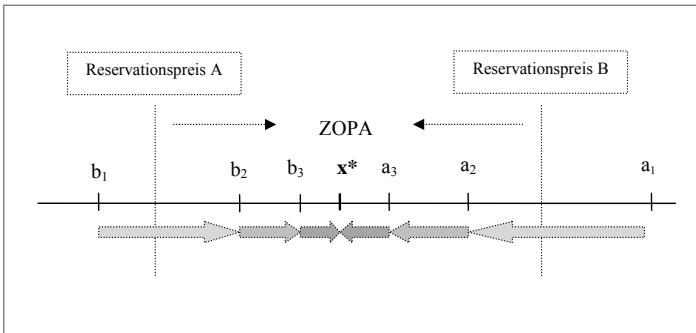 Reservationspreis A
Reservationspreis B
ZOPA
b₁ b₂ b₃ x* a₃ a₂ a₁